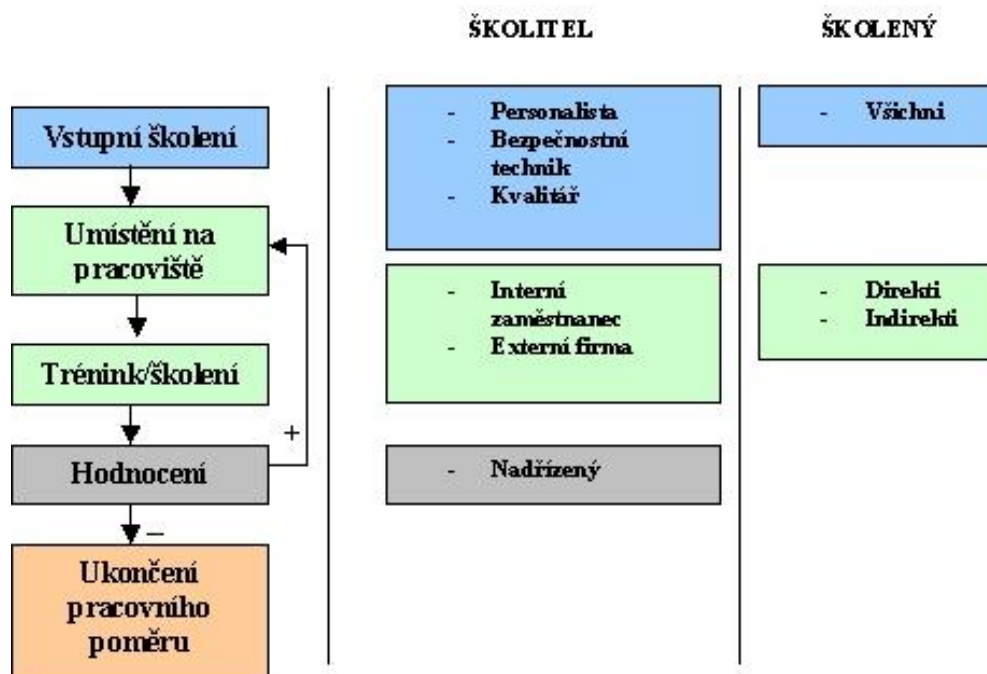 ŠKOLITEL
ŠKOLENÝ
Vstupní školení
Umístění na
pracoviště
Trénink/školení
+
Hodnocení
–
Ukončení
pracovního
poměru
- Personalista
- Bezpečnostní
technik
- Kvalitář
- Interní
zaměstnanec
- Externí firma
- Nadřízený
- Všichni
- Direkti
- Indirekti